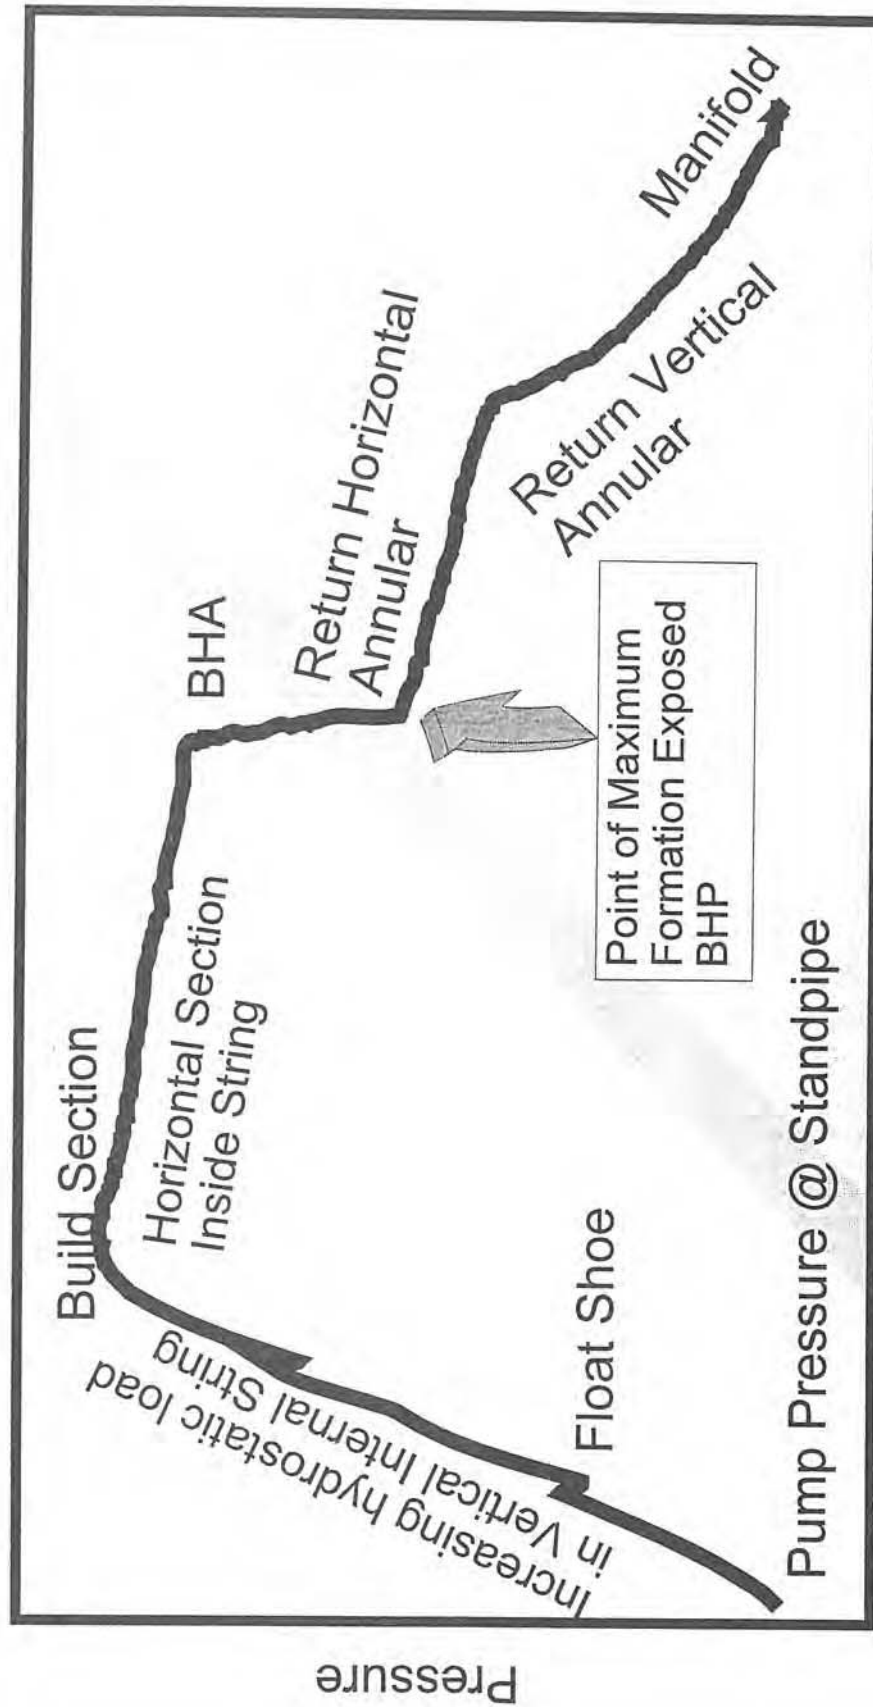 Pressure
Build Section
Increasing hydrostatic load
in Vertical Internal String
Horizontal Section
Inside String
BHA
Return Horizontal
Annular
Float Shoe
Point of Maximum
Formation Exposed
BHP
Return Vertical
Annular
Manifold
Pump Pressure @ Standpipe